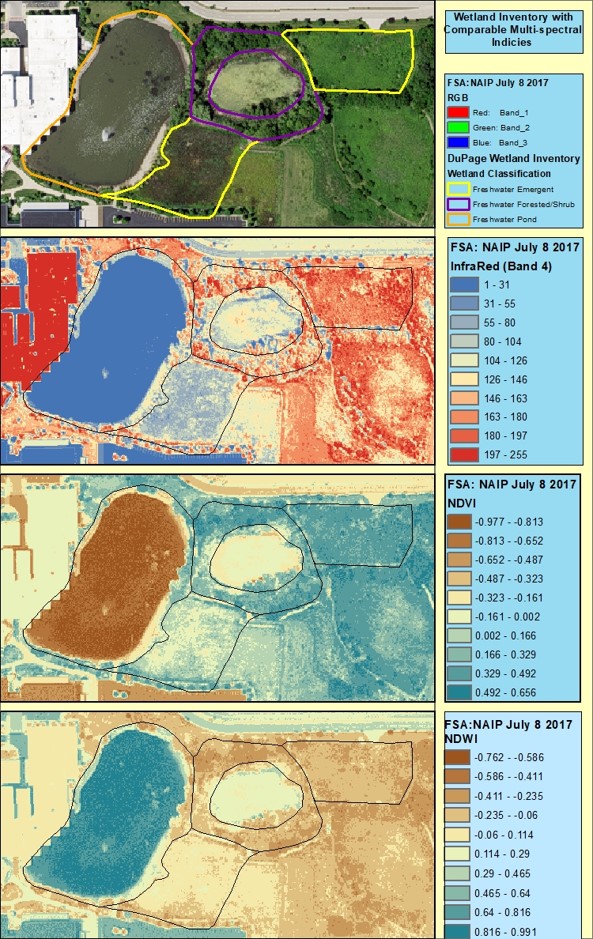 Wetland Inventory with
Comparable Multi-spectral
Indicies
FSA:NAIP July 8 2017
RGB
Red: Band_1
Green: Band_2
Blue: Band_3
DuPage Wetland Inventory
Wetland Classification
Freshwater Emergent
Freshwater Forested/Shrub
Freshwater Pond
FSA: NAIP July 8 2017
InfraRed (Band 4)
1 - 31
31 - 55
55 - 80
80 - 104
104 - 126
126 - 146
146 - 163
163 - 180
180 - 197
197 - 255
FSA: NAIP July 8 2017
NDVI
-0.977 - -0.813
-0.813 - -0.652
-0.652 - -0.487
-0.487 - -0.323
-0.323 - -0.161
-0.161 - 0.002
0.002 - 0.166
0.166 - 0.329
0.329 - 0.492
0.492 - 0.656
FSA:NAIP July 8 2017
NDWI
-0.762 - -0.586
-0.586 - -0.411
-0.411 - -0.235
-0.235 - -0.06
-0.06 - 0.114
0.114 - 0.29
0.29 - 0.465
0.465 - 0.64
0.64 - 0.816
0.816 - 0.991